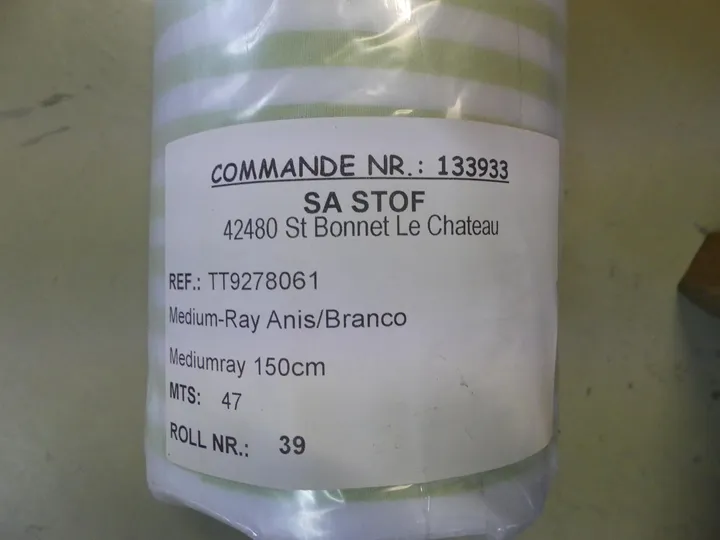 COMMANDE NR.: 133933
SA STOF
42480 St Bonnet Le Chateau
REF.: TT9278061
Medium-Ray Anis/Branco
Mediumray 150cm
MTS: 47
ROLL NR.: 39